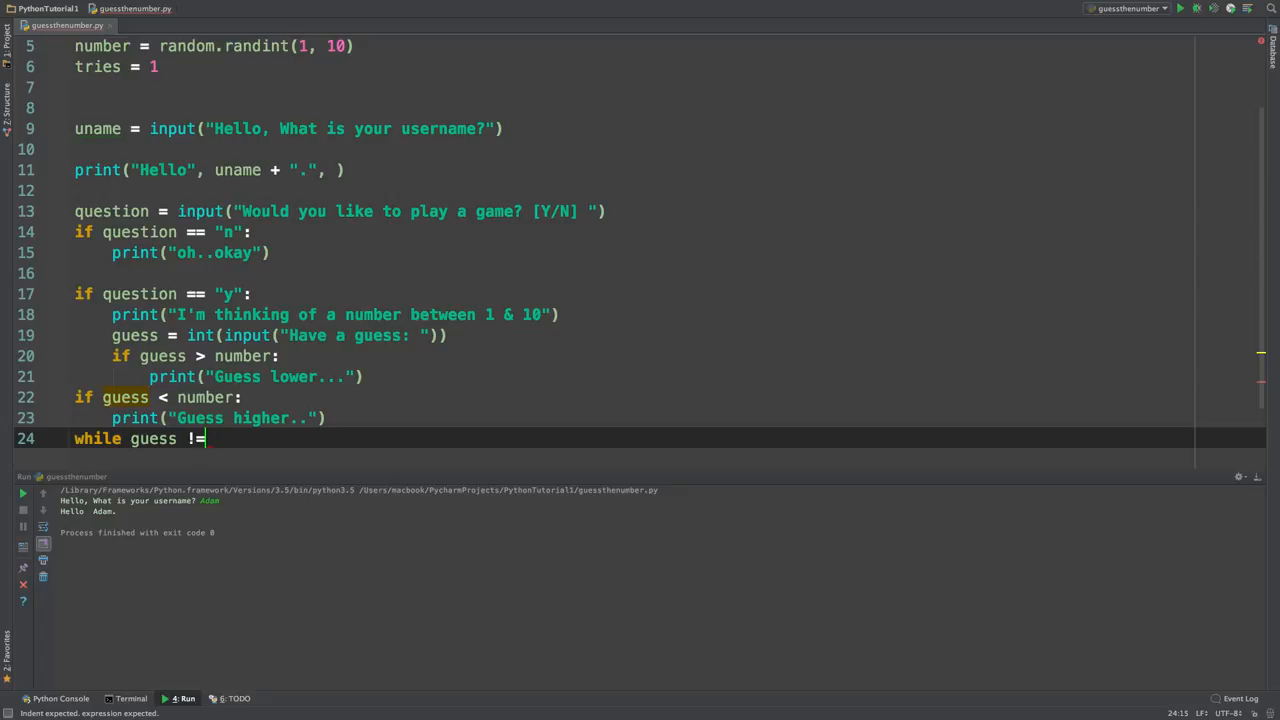 PythonTutorial1 guessthenumber.py guessthenumber
guessthenumber.py
1: Project
Z: Structure
2: Favorites
Database
5 number = random.randint(1, 10)
6 tries = 1
7
8
9 uname = input("Hello, What is your username?")
10
11 print("Hello", uname + ".", )
12
13 question = input("Would you like to play a game? [Y/N] ")
14 if question == "n":
15 print("oh..okay")
16
17 if question == "y":
18 print("I'm thinking of a number between 1 & 10")
19 guess = int(input("Have a guess: "))
20 if guess > number:
21 print("Guess lower...")
22 if guess < number:
23 print("Guess higher..")
24 while guess !=
Run guessthenumber
/Library/Frameworks/Python.framework/Versions/3.5/bin/python3.5 /Users/macbook/PycharmProjects/PythonTutorial1/guessthenumber.py
Hello, What is your username? Adam
Hello  Adam.
Process finished with exit code 0
Python Console Terminal 4: Run 6: TODO Event Log
Indent expected. expression expected. 24:15 LF÷ UTF-8÷